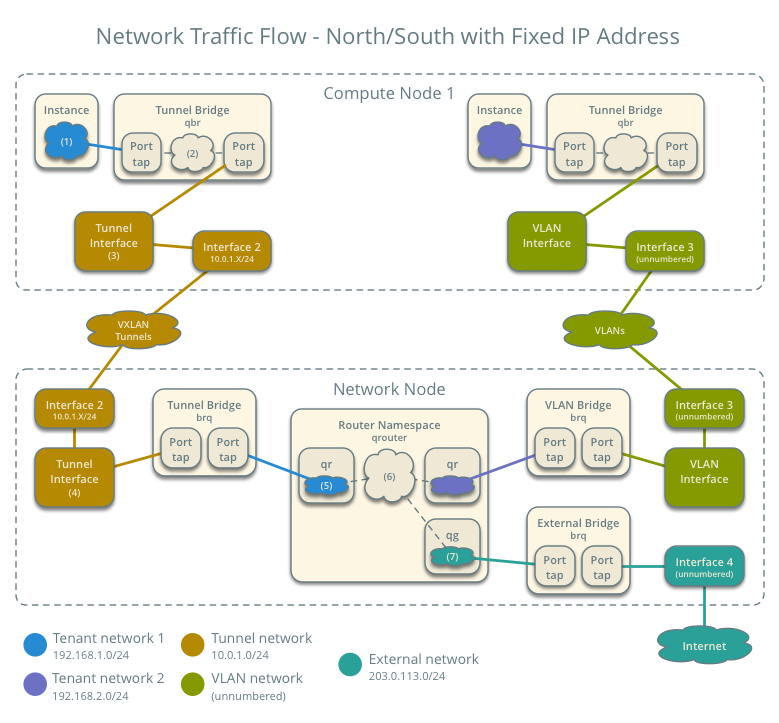 Network Traffic Flow - North/South with Fixed IP Address
Compute Node 1
Instance
(1)
Tunnel Bridge
qbr
Port
tap
(2)
Port
tap
Tunnel
Interface
(3)
Interface 2
10.0.1.X/24
Instance
Tunnel Bridge
qbr
Port
tap
Port
tap
VLAN
Interface
Interface 3
(unnumbered)
VXLAN
Tunnels
VLANs
Network Node
Interface 2
10.0.1.X/24
Tunnel
Interface
(4)
Tunnel Bridge
brq
Port
tap
Port
tap
Router Namespace
qrouter
qr
(5)
(6)
qr
qg
(7)
VLAN Bridge
brq
Port
tap
Port
tap
Interface 3
(unnumbered)
VLAN
Interface
External Bridge
brq
Port
tap
Port
tap
Interface 4
(unnumbered)
Internet
Tenant network 1
192.168.1.0/24
Tenant network 2
192.168.2.0/24
Tunnel network
10.0.1.0/24
VLAN network
(unnumbered)
External network
203.0.113.0/24